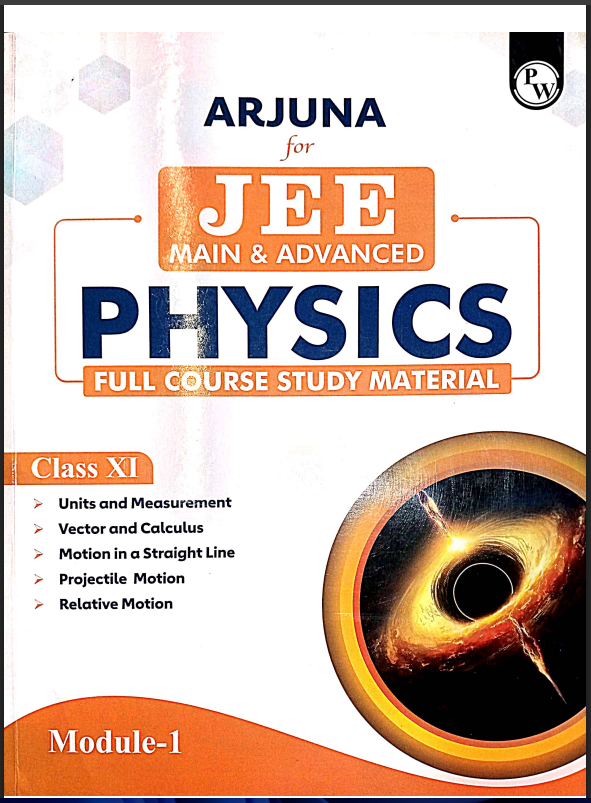 PW
ARJUNA
for
JEE
MAIN & ADVANCED
PHYSICS
FULL COURSE STUDY MATERIAL
Class XI
Units and Measurement
Vector and Calculus
Motion in a Straight Line
Projectile Motion
Relative Motion
Module-1